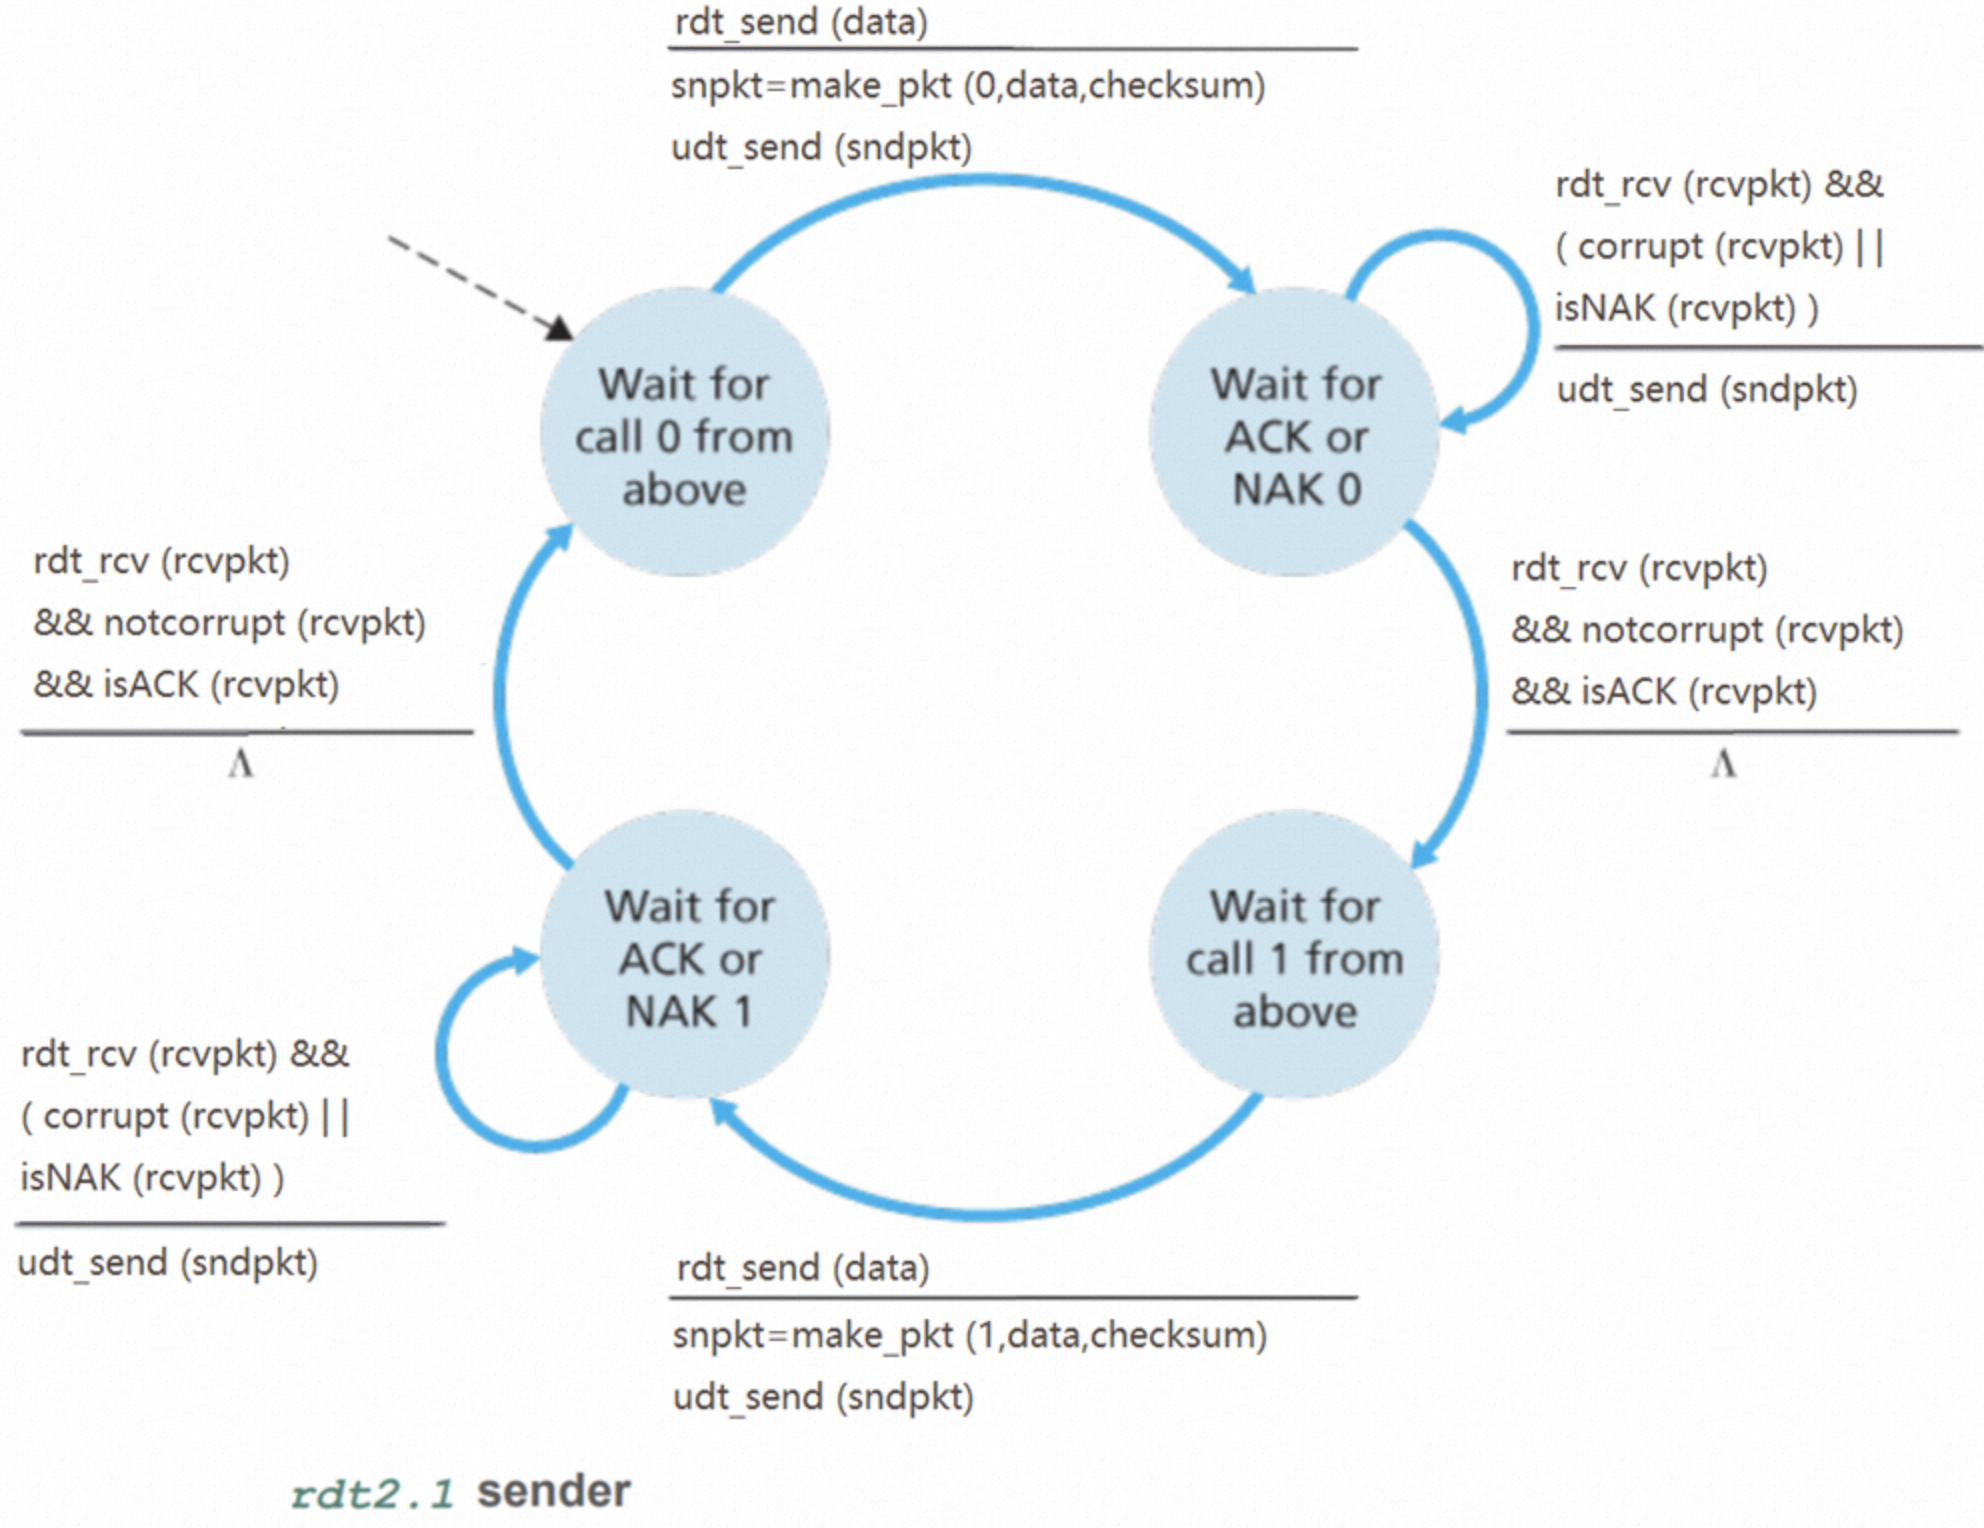 rdt_send (data)
snpkt=make_pkt (0,data,checksum)
udt_send (sndpkt)
rdt_rcv (rcvpkt) &&
( corrupt (rcvpkt) ||
isNAK (rcvpkt) )
udt_send (sndpkt)
Wait for
call 0 from
above
Wait for
ACK or
NAK 0
rdt_rcv (rcvpkt)
&& notcorrupt (rcvpkt)
&& isACK (rcvpkt)
Λ
rdt_rcv (rcvpkt)
&& notcorrupt (rcvpkt)
&& isACK (rcvpkt)
Λ
Wait for
ACK or
NAK 1
Wait for
call 1 from
above
rdt_rcv (rcvpkt) &&
( corrupt (rcvpkt) ||
isNAK (rcvpkt) )
udt_send (sndpkt)
rdt_send (data)
snpkt=make_pkt (1,data,checksum)
udt_send (sndpkt)
rdt2.1 sender